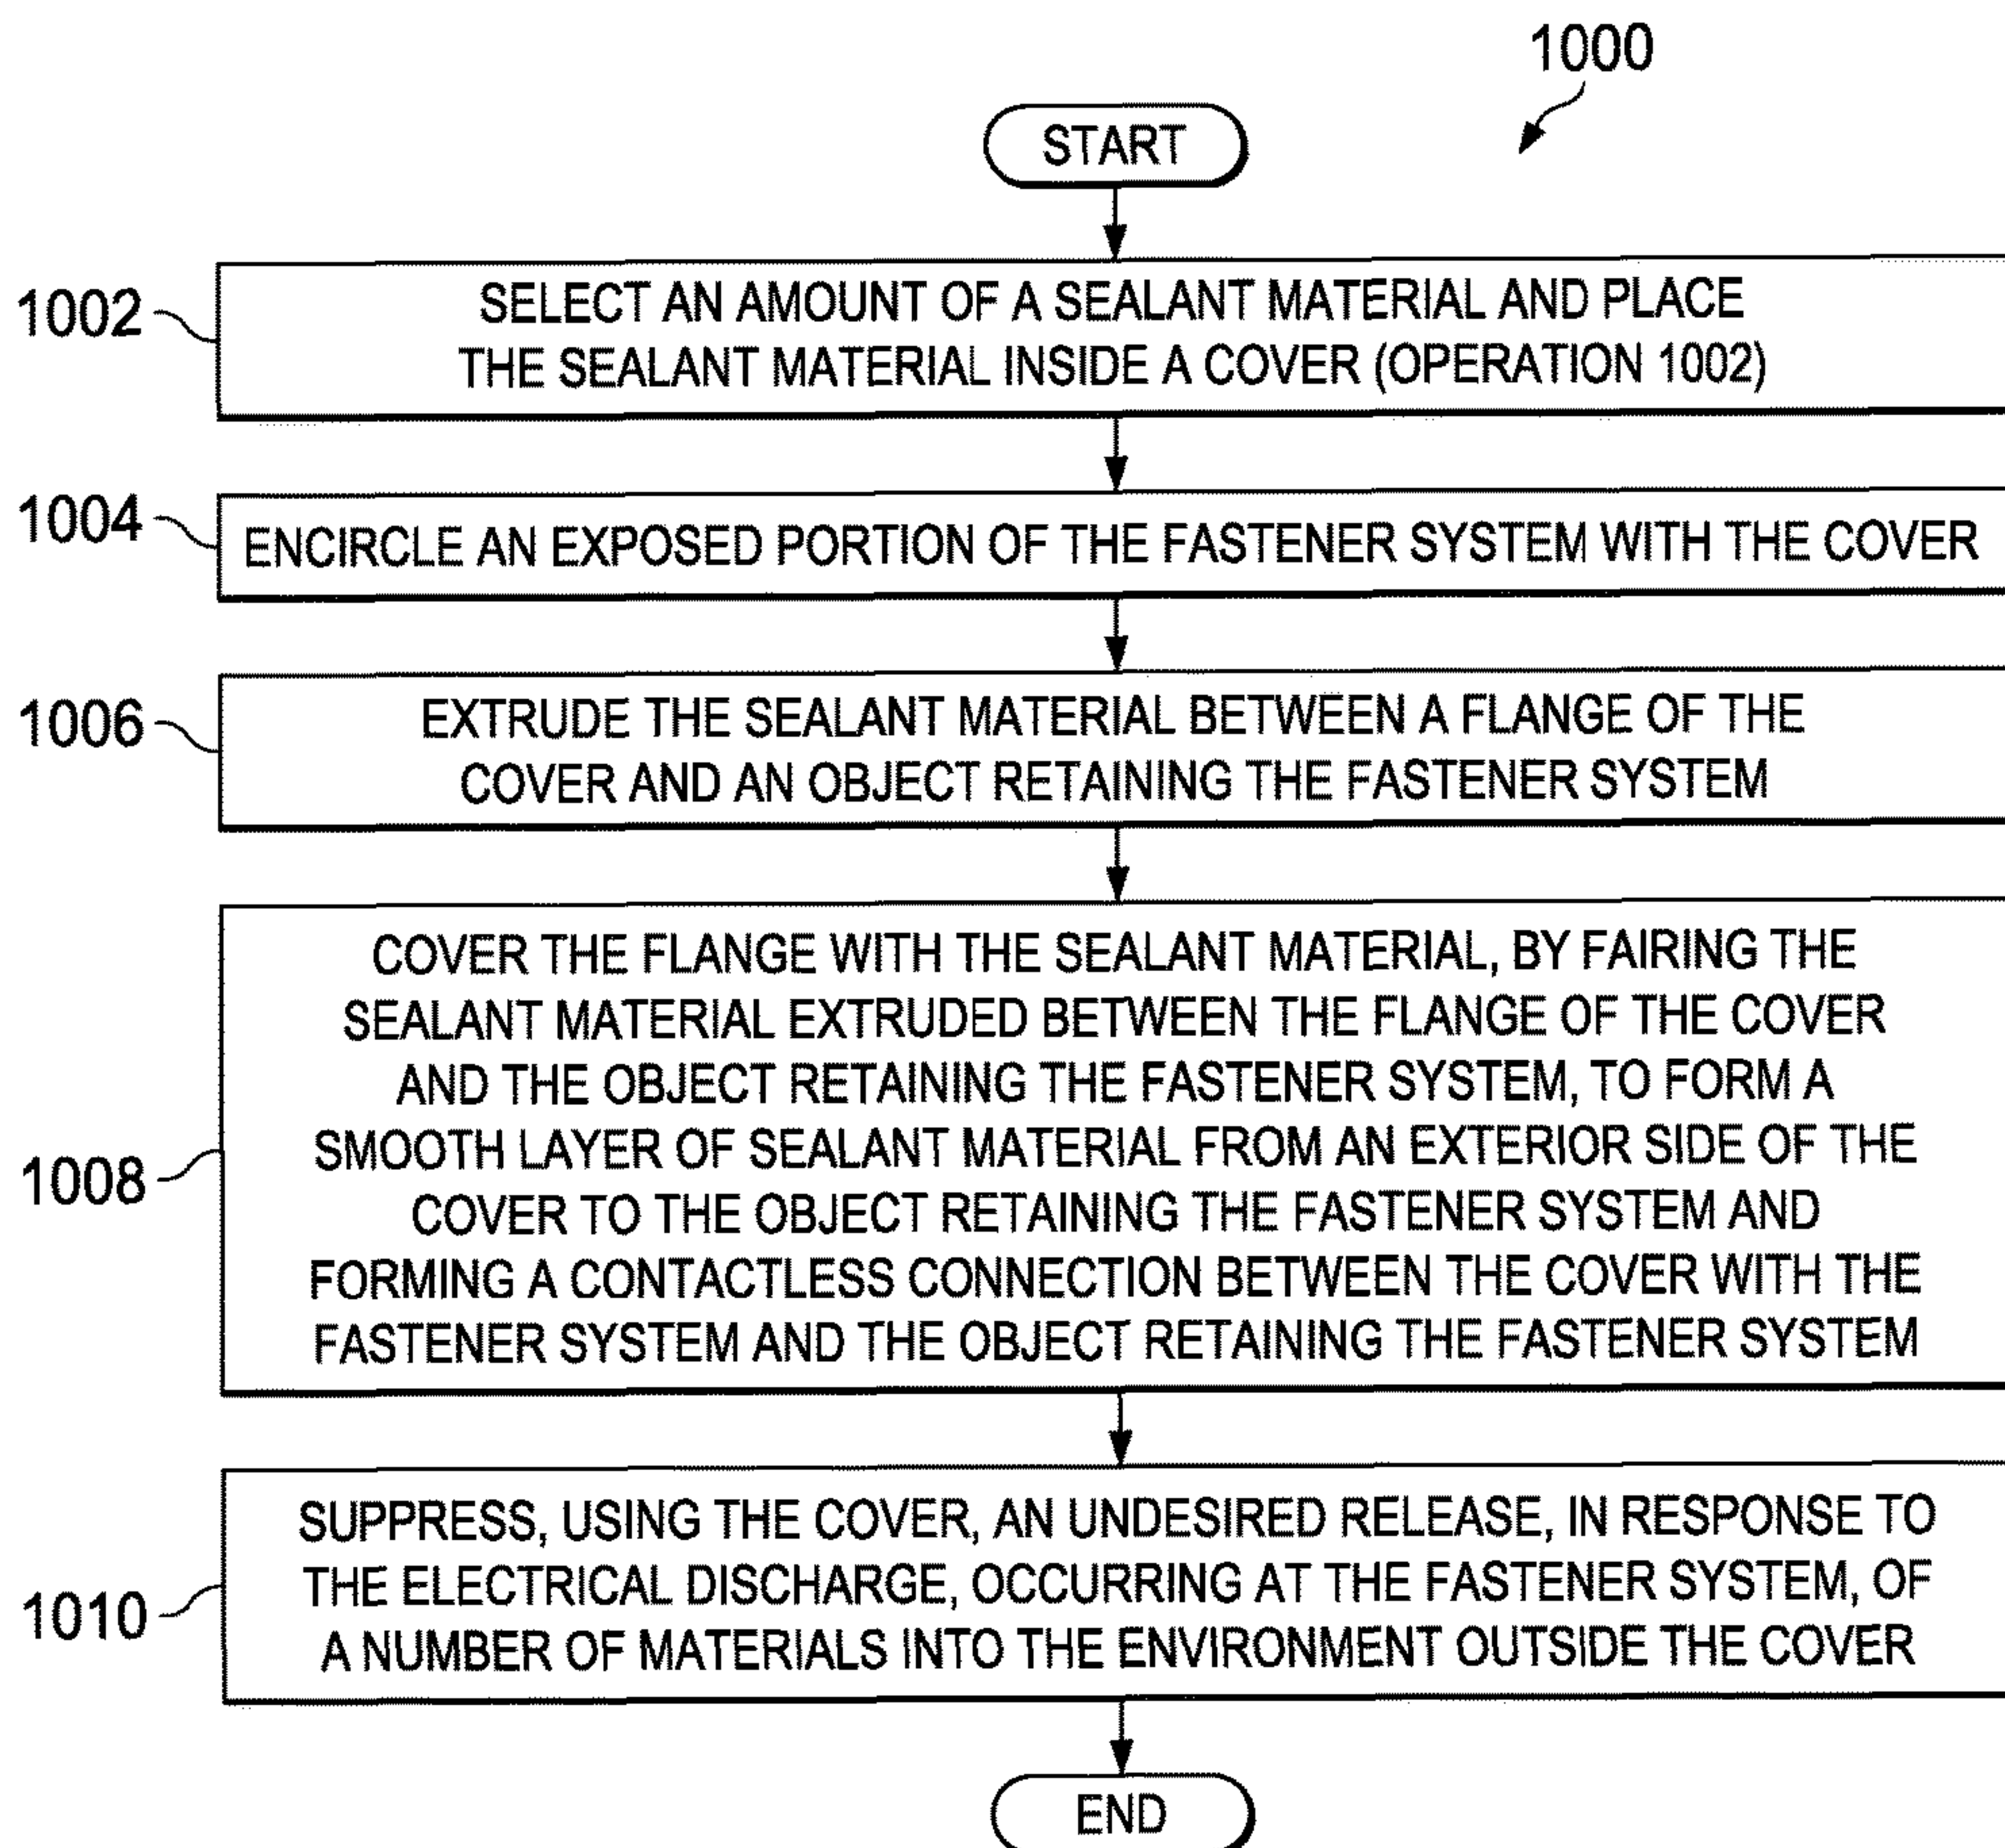 1000
START
1002
SELECT AN AMOUNT OF A SEALANT MATERIAL AND PLACE
THE SEALANT MATERIAL INSIDE A COVER (OPERATION 1002)
1004
ENCIRCLE AN EXPOSED PORTION OF THE FASTENER SYSTEM WITH THE COVER
1006
EXTRUDE THE SEALANT MATERIAL BETWEEN A FLANGE OF THE
COVER AND AN OBJECT RETAINING THE FASTENER SYSTEM
1008
COVER THE FLANGE WITH THE SEALANT MATERIAL, BY FAIRING THE
SEALANT MATERIAL EXTRUDED BETWEEN THE FLANGE OF THE COVER
AND THE OBJECT RETAINING THE FASTENER SYSTEM, TO FORM A
SMOOTH LAYER OF SEALANT MATERIAL FROM AN EXTERIOR SIDE OF THE
COVER TO THE OBJECT RETAINING THE FASTENER SYSTEM AND
FORMING A CONTACTLESS CONNECTION BETWEEN THE COVER WITH THE
FASTENER SYSTEM AND THE OBJECT RETAINING THE FASTENER SYSTEM
1010
SUPPRESS, USING THE COVER, AN UNDESIRED RELEASE, IN RESPONSE TO
THE ELECTRICAL DISCHARGE, OCCURRING AT THE FASTENER SYSTEM, OF
A NUMBER OF MATERIALS INTO THE ENVIRONMENT OUTSIDE THE COVER
END